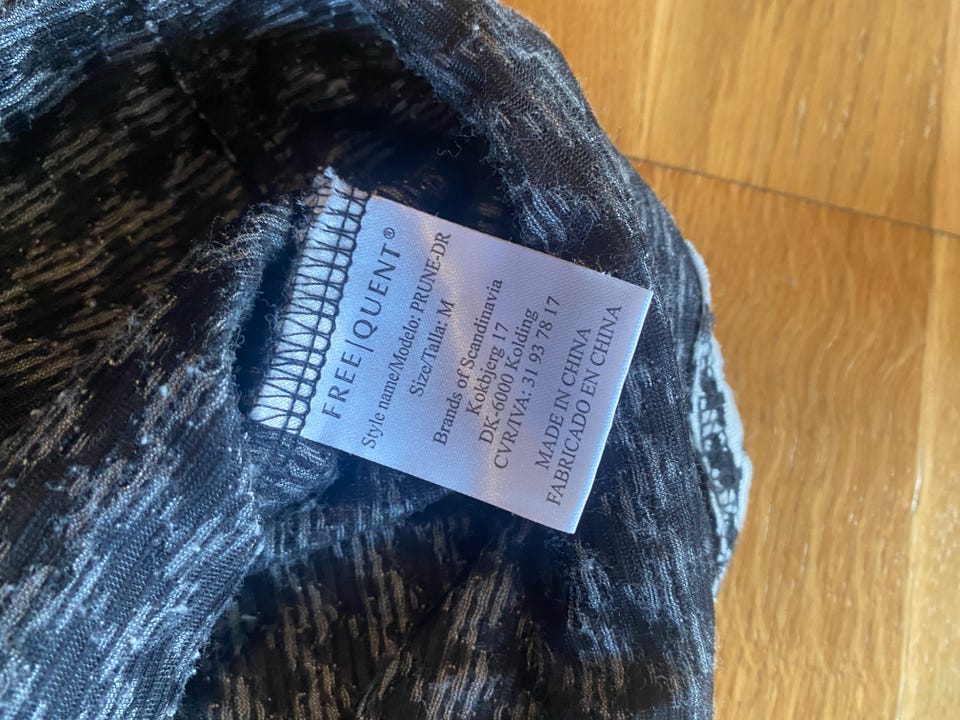 FREE|QUENT®
Style name/Modelo: PRUNE-DR
Size/Talla: M
Brands of Scandinavia
Kokbjerg 17
DK-6000 Kolding
CVR/IVA: 31 93 78 17
MADE IN CHINA
FABRICADO EN CHINA